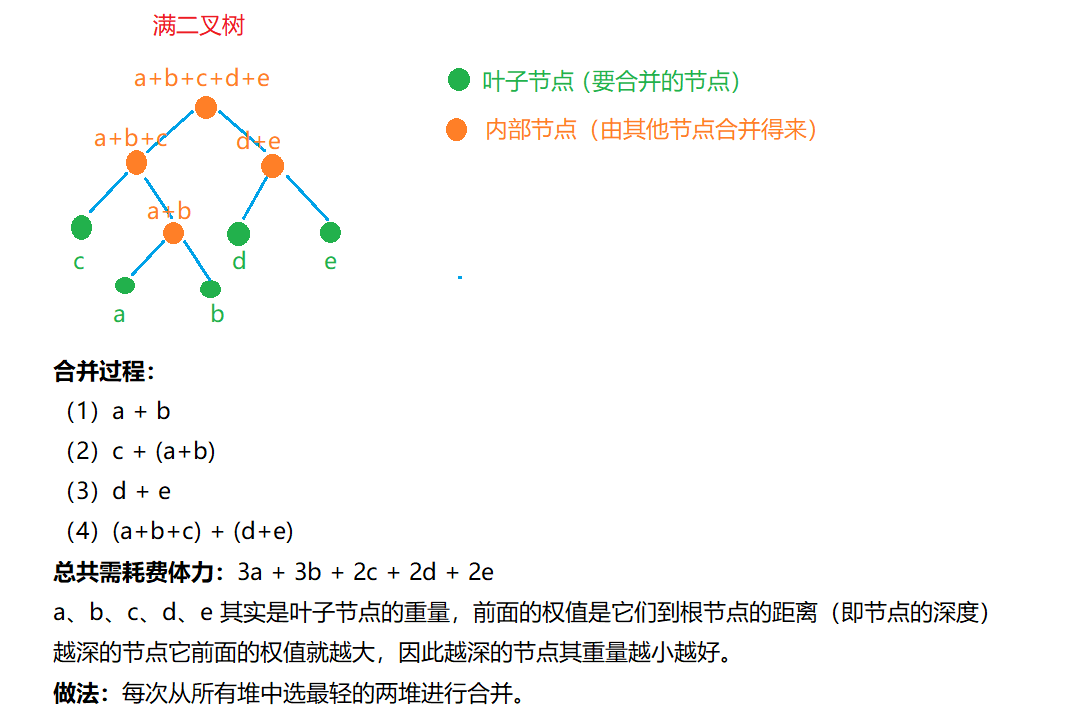 满二叉树
a+b+c+d+e
叶子节点 (要合并的节点)
内部节点（由其他节点合并得来）
a+b+c
d+e
a+b
c
d
e
a
b
合并过程：
（1）a + b
（2）c + (a+b)
（3）d + e
（4）(a+b+c) + (d+e)
总共需耗费体力：3a + 3b + 2c + 2d + 2e
a、b、c、d、e 其实是叶子节点的重量，前面的权值是它们到根节点的距离（即节点的深度）
越深的节点它前面的权值就越大，因此越深的节点其重量越小越好。
做法：每次从所有堆中选最轻的两堆进行合并。